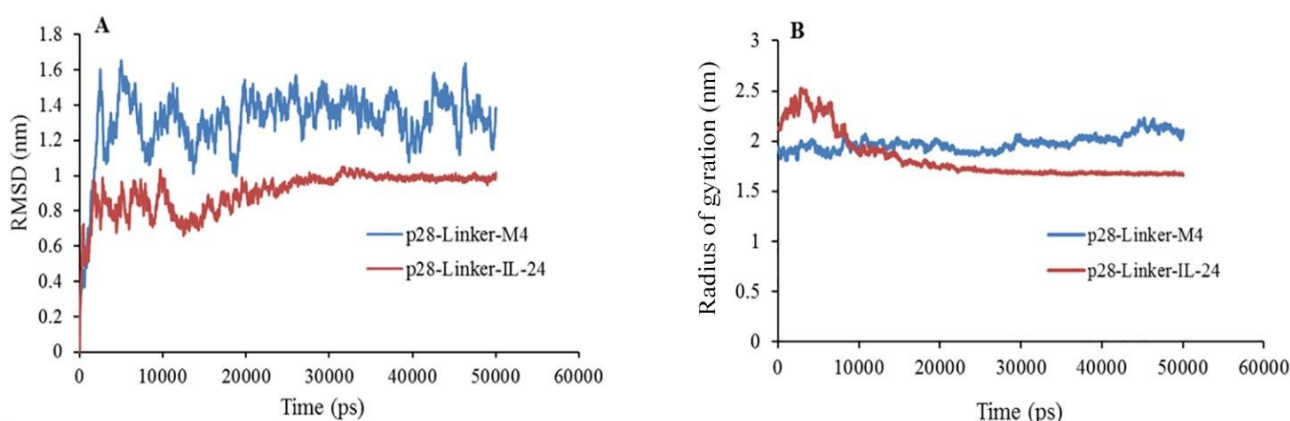 A
RMSD (nm)
1.8
1.6
1.4
1.2
1
0.8
0.6
0.4
0.2
0
p28-Linker-M4
p28-Linker-IL-24
0 10000 20000 30000 40000 50000 60000
Time (ps)
B
Radius of gyration (nm)
3
2.5
2
1.5
1
0.5
0
p28-Linker-M4
p28-Linker-IL-24
0 10000 20000 30000 40000 50000 60000
Time (ps)